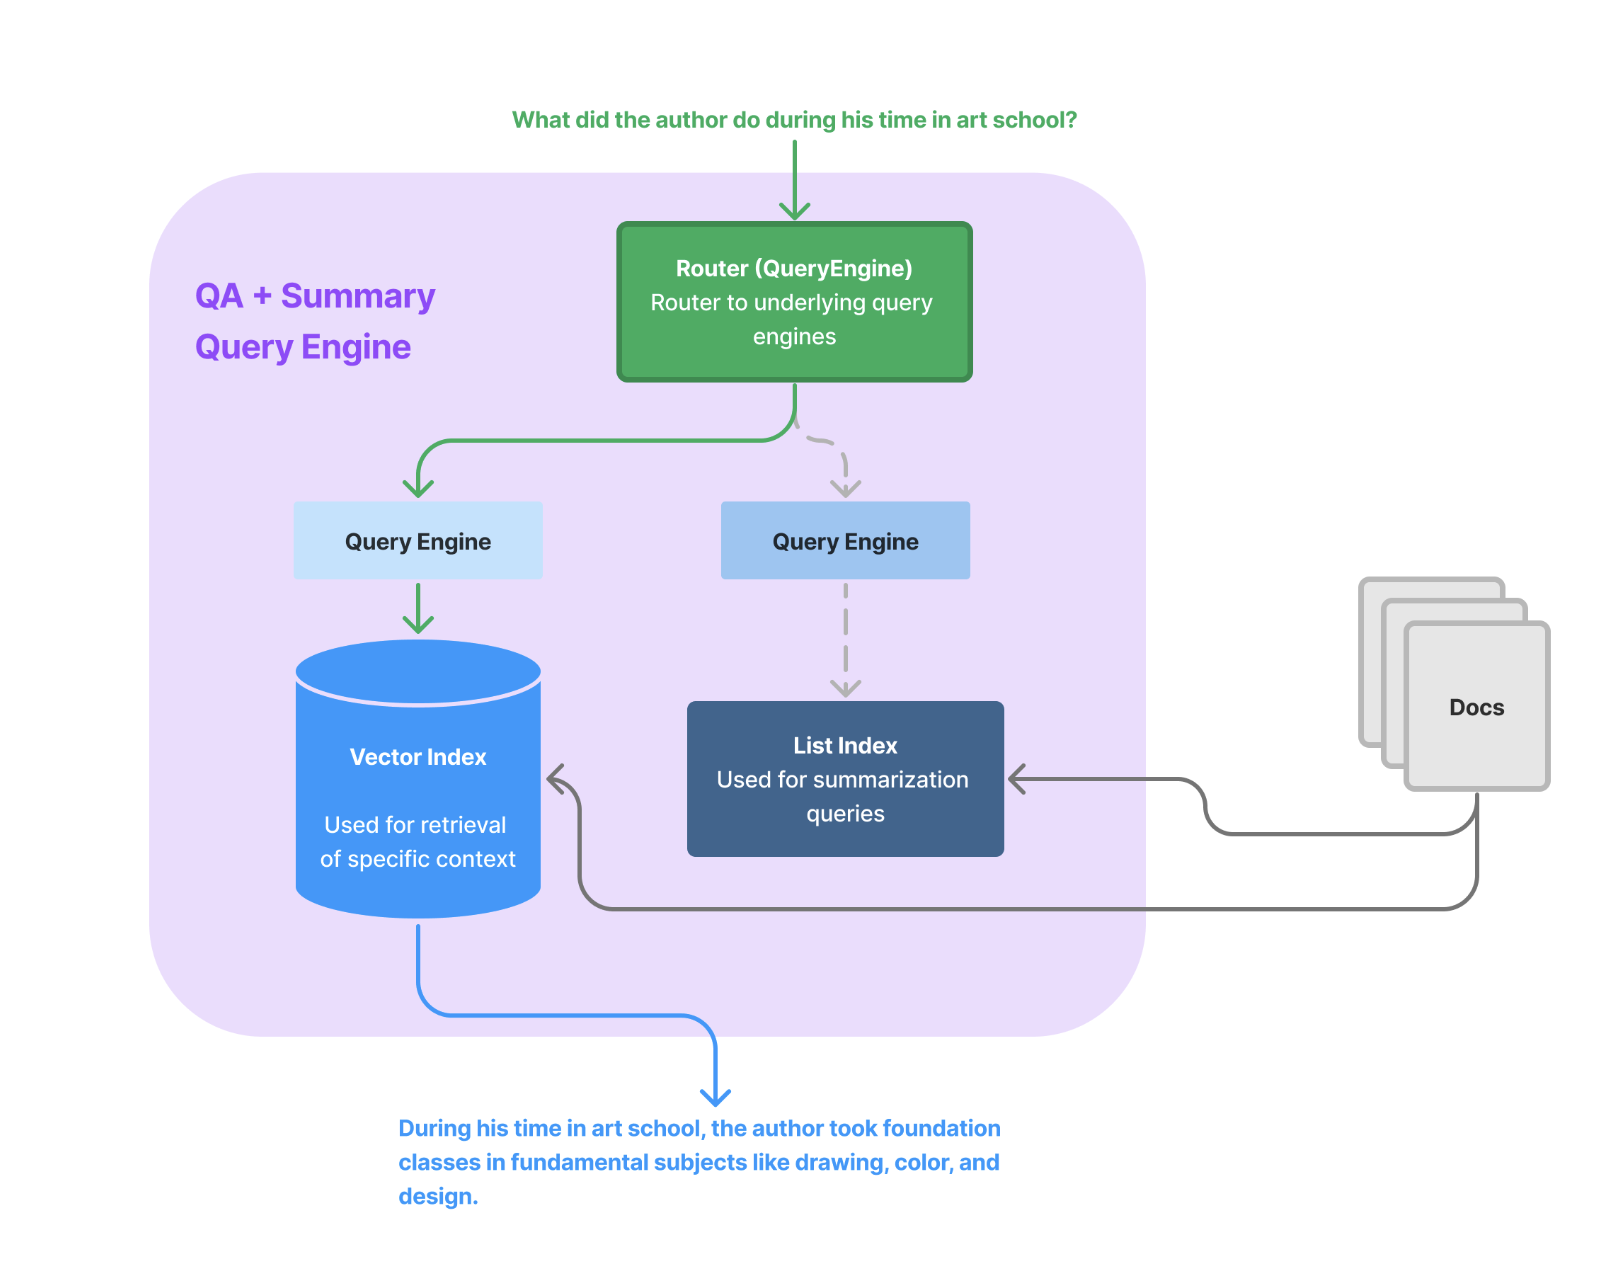 What did the author do during his time in art school?
QA + Summary
Query Engine
Router (QueryEngine)
Router to underlying query
engines
Query Engine
Query Engine
Vector Index
Used for retrieval
of specific context
List Index
Used for summarization
queries
Docs
During his time in art school, the author took foundation
classes in fundamental subjects like drawing, color, and
design.